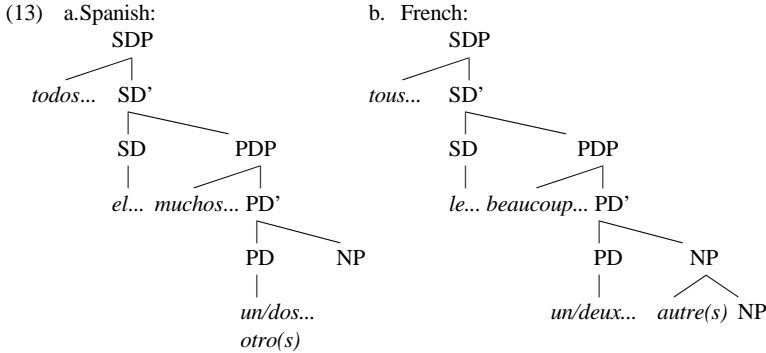 (13) a.Spanish: b. French:
SDP SDP
todos... SD’ tous... SD’
SD PDP SD PDP
el... muchos... PD’ le... beaucoup... PD’
PD NP PD NP
un/dos... un/deux... autre(s) NP
otro(s)